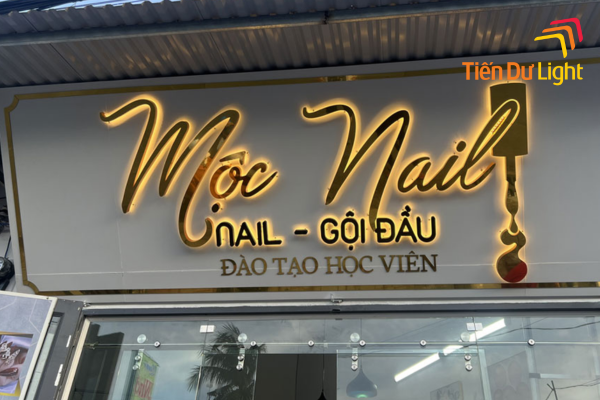 Tiến Dư Light
Mộc Nail
NAIL - GỘI ĐẦU
ĐÀO TẠO HỌC VIÊN